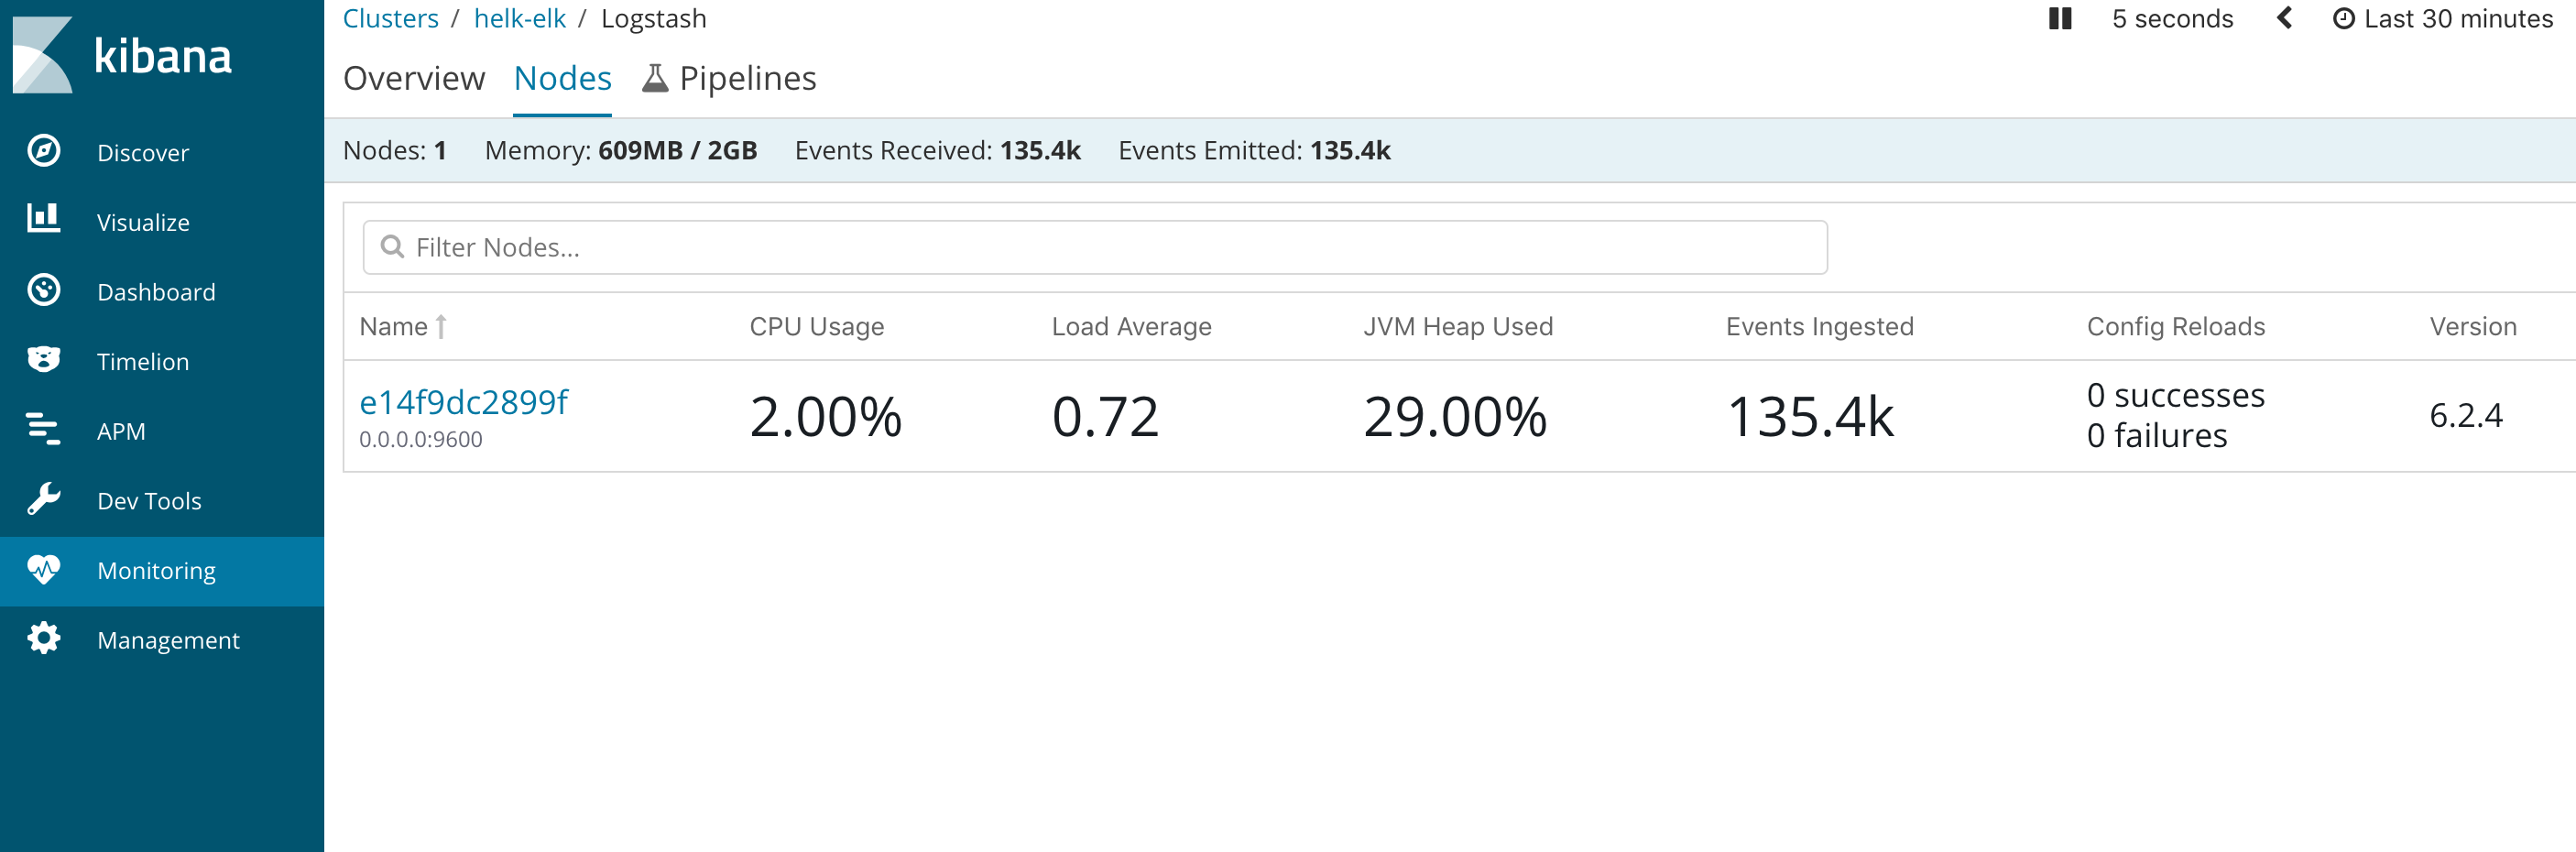 kibana
Discover
Visualize
Dashboard
Timelion
APM
Dev Tools
Monitoring
Management
Clusters / helk-elk / Logstash
5 seconds Last 30 minutes
Overview Nodes Pipelines
Nodes: 1 Memory: 609MB / 2GB Events Received: 135.4k Events Emitted: 135.4k
Filter Nodes...
Name CPU Usage Load Average JVM Heap Used Events Ingested Config Reloads Version
e14f9dc2899f 2.00% 0.72 29.00% 135.4k 0 successes 6.2.4
0.0.0.0:9600 0 failures